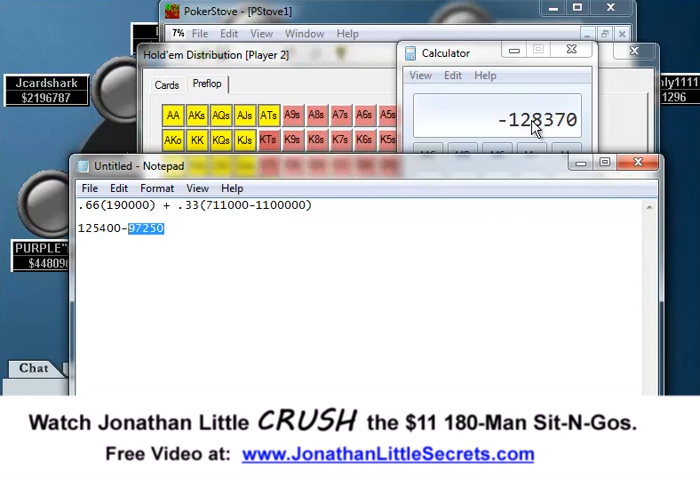 PokerStove - [PStove1]
7% File Edit View Window Help
Jcardshark
$2196787
Hold'em Distribution [Player 2]
Cards Preflop
AA AKs AQs AJs ATs A9s A8s A7s A6s A5s
AKo KK KQs KJs KTs K9s K8s K7s K6s K5s
Calculator
View Edit Help
-128370
1296
Untitled - Notepad
File Edit Format View Help
.66(190000) + .33(711000-1100000)
125400-97250
PURPLE"
Chat
Watch Jonathan Little CRUSH the $11 180-Man Sit-N-Gos.
Free Video at: www.JonathanLittleSecrets.com